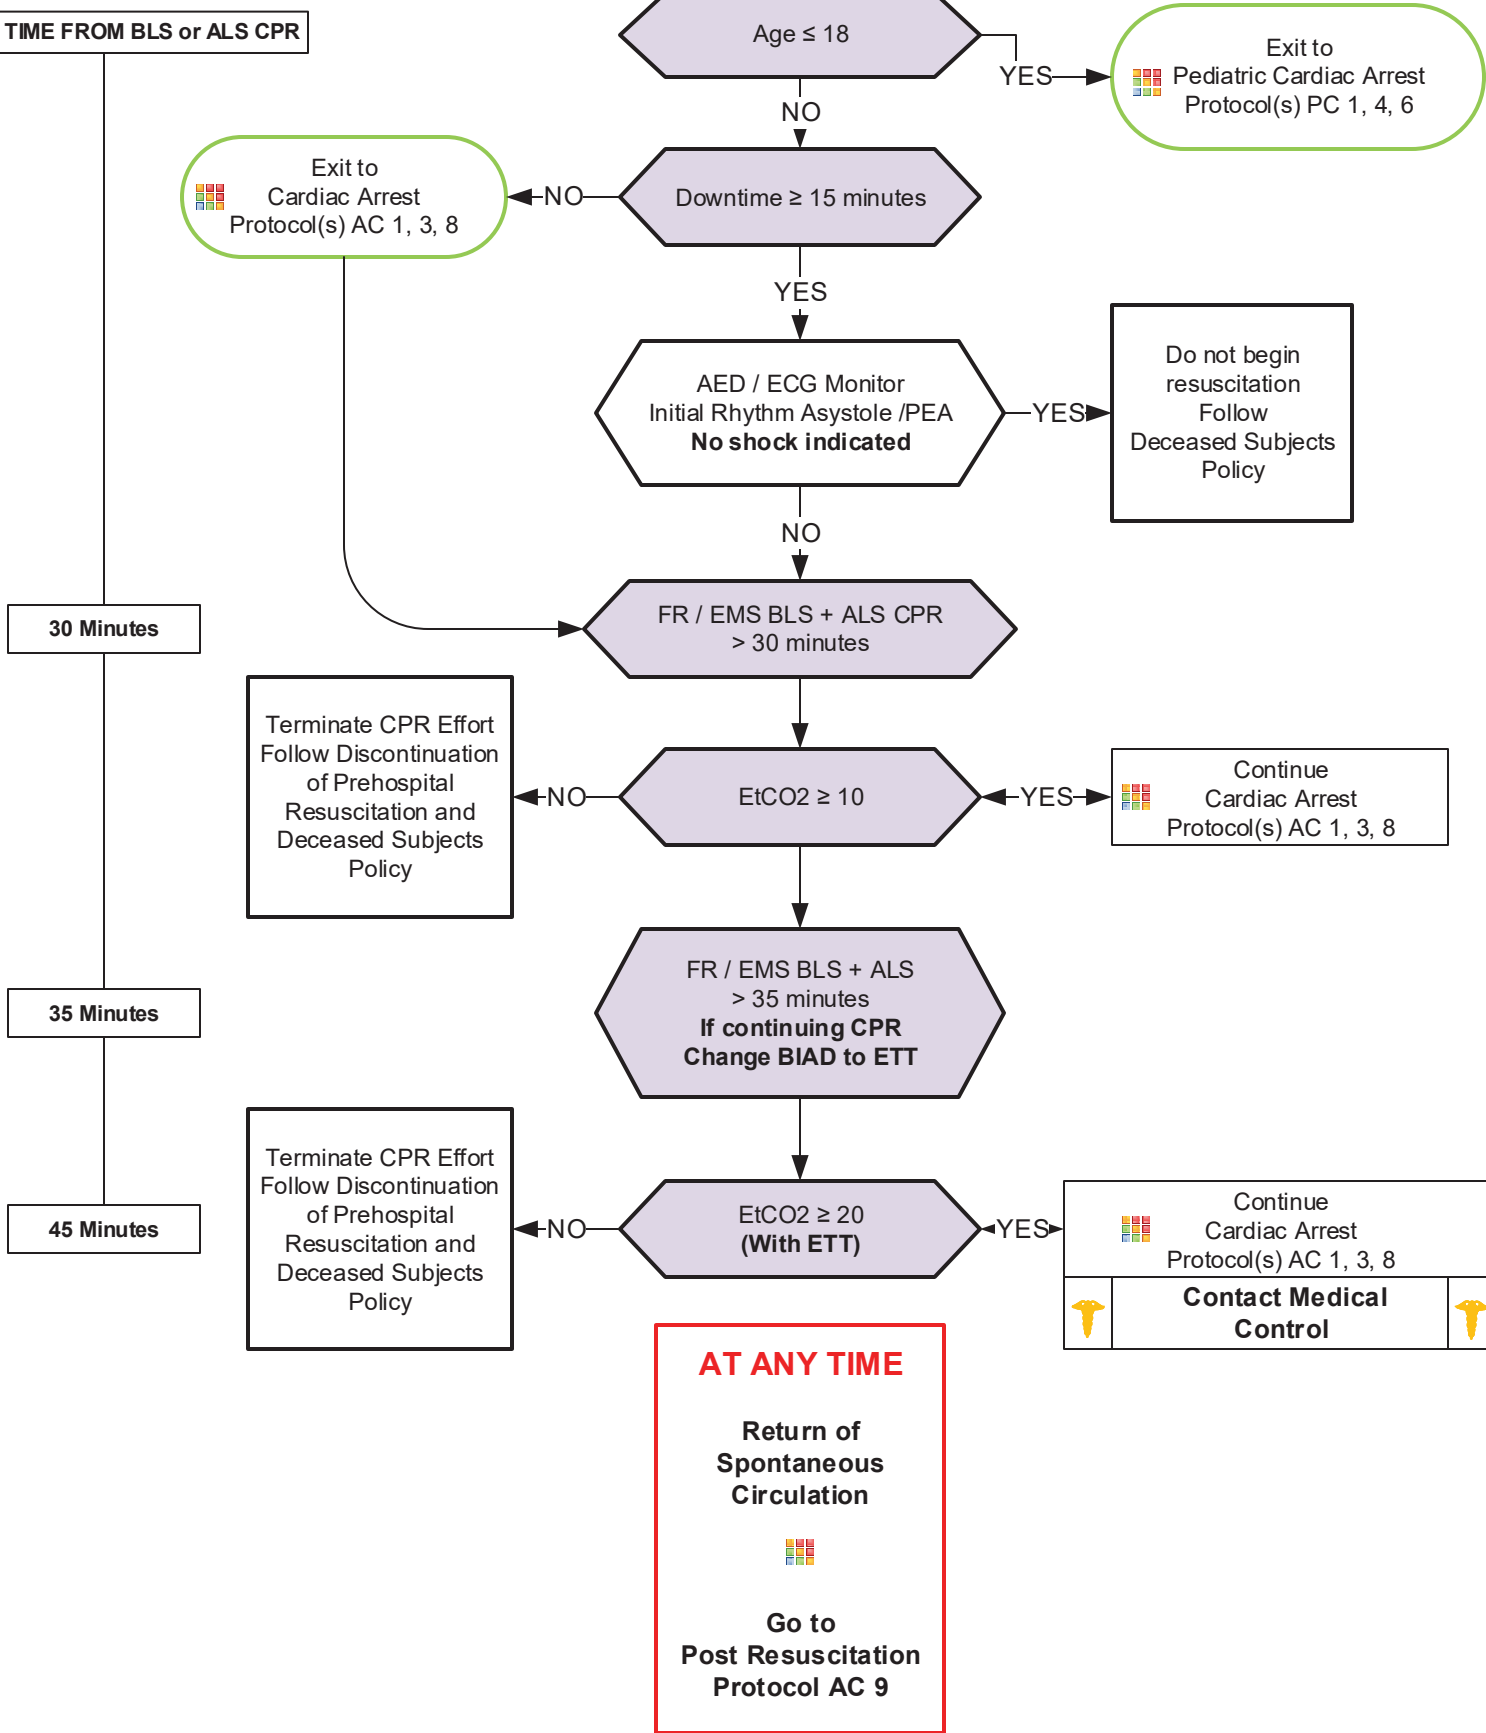 TIME FROM BLS or ALS CPR
Age ≤ 18
YES
Exit to
Pediatric Cardiac Arrest
Protocol(s) PC 1, 4, 6
NO
Exit to
Cardiac Arrest
Protocol(s) AC 1, 3, 8
NO
Downtime ≥ 15 minutes
YES
AED / ECG Monitor
Initial Rhythm Asystole /PEA
No shock indicated
YES
Do not begin
resuscitation
Follow
Deceased Subjects
Policy
NO
30 Minutes
FR / EMS BLS + ALS CPR
> 30 minutes
Terminate CPR Effort
Follow Discontinuation
of Prehospital
Resuscitation and
Deceased Subjects
Policy
NO
EtCO2 ≥ 10
YES
Continue
Cardiac Arrest
Protocol(s) AC 1, 3, 8
35 Minutes
FR / EMS BLS + ALS
> 35 minutes
If continuing CPR
Change BIAD to ETT
45 Minutes
Terminate CPR Effort
Follow Discontinuation
of Prehospital
Resuscitation and
Deceased Subjects
Policy
NO
EtCO2 ≥ 20
(With ETT)
YES
Continue
Cardiac Arrest
Protocol(s) AC 1, 3, 8
Contact Medical
Control
AT ANY TIME
Return of
Spontaneous
Circulation
Go to
Post Resuscitation
Protocol AC 9